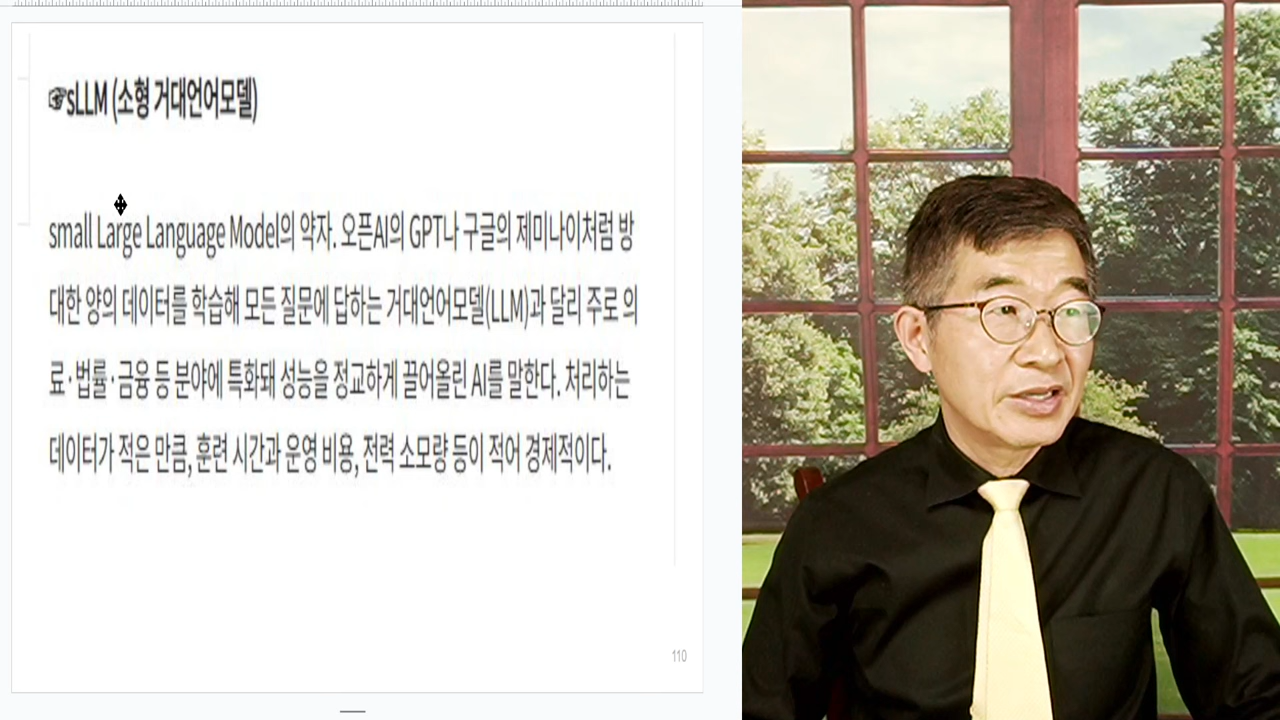 ☞sLLM (소형 거대언어모델)
small Large Language Model의 약자. 오픈AI의 GPT나 구글의 제미나이처럼 방
대한 양의 데이터를 학습해 모든 질문에 답하는 거대언어모델(LLM)과 달리 주로 의
료·법률·금융 등 분야에 특화돼 성능을 정교하게 끌어올린 AI를 말한다. 처리하는
데이터가 적은 만큼, 훈련 시간과 운영 비용, 전력 소모량 등이 적어 경제적이다.
110